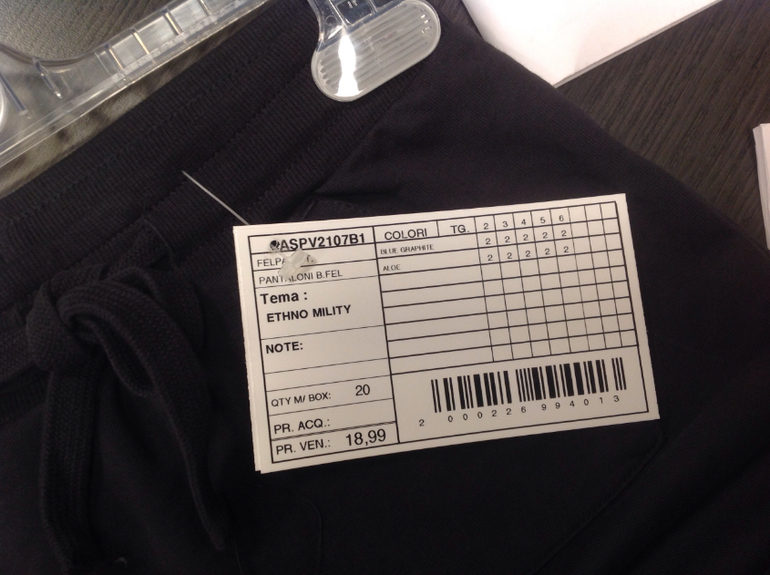 ASPV2107B1 COLORI TG. 2 3 4 5 6
BLUE GRAPHITE 2 2 2 2 2
ALOE 2 2 2 2 2
PANTALONI B.FEL
Tema :
ETHNO MILITY
NOTE:
QTY M/ BOX: 20
PR. ACQ.:
PR. VEN.: 18,99
2 000226 994013